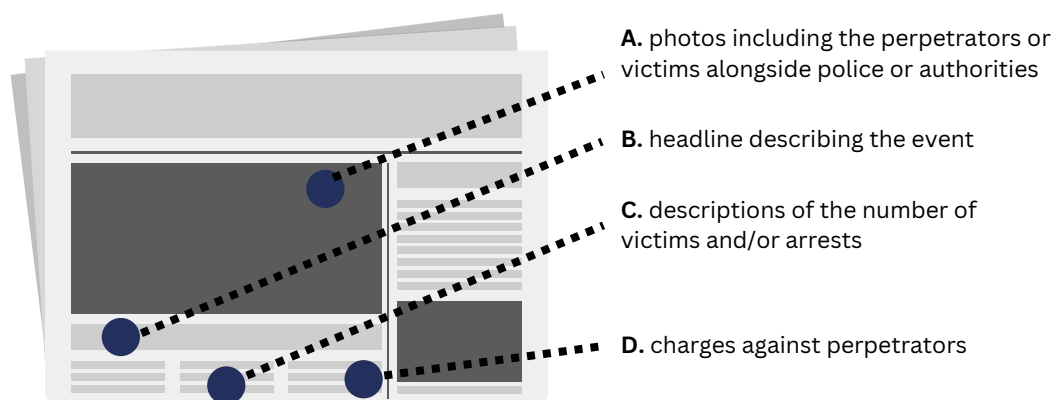 A. photos including the perpetrators or
victims alongside police or authorities
B. headline describing the event
C. descriptions of the number of
victims and/or arrests
D. charges against perpetrators